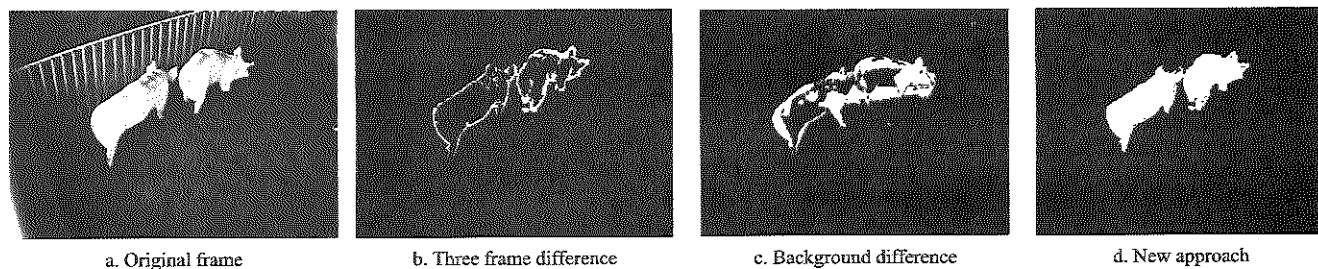 a. Original frame
b. Three frame difference
c. Background difference
d. New approach